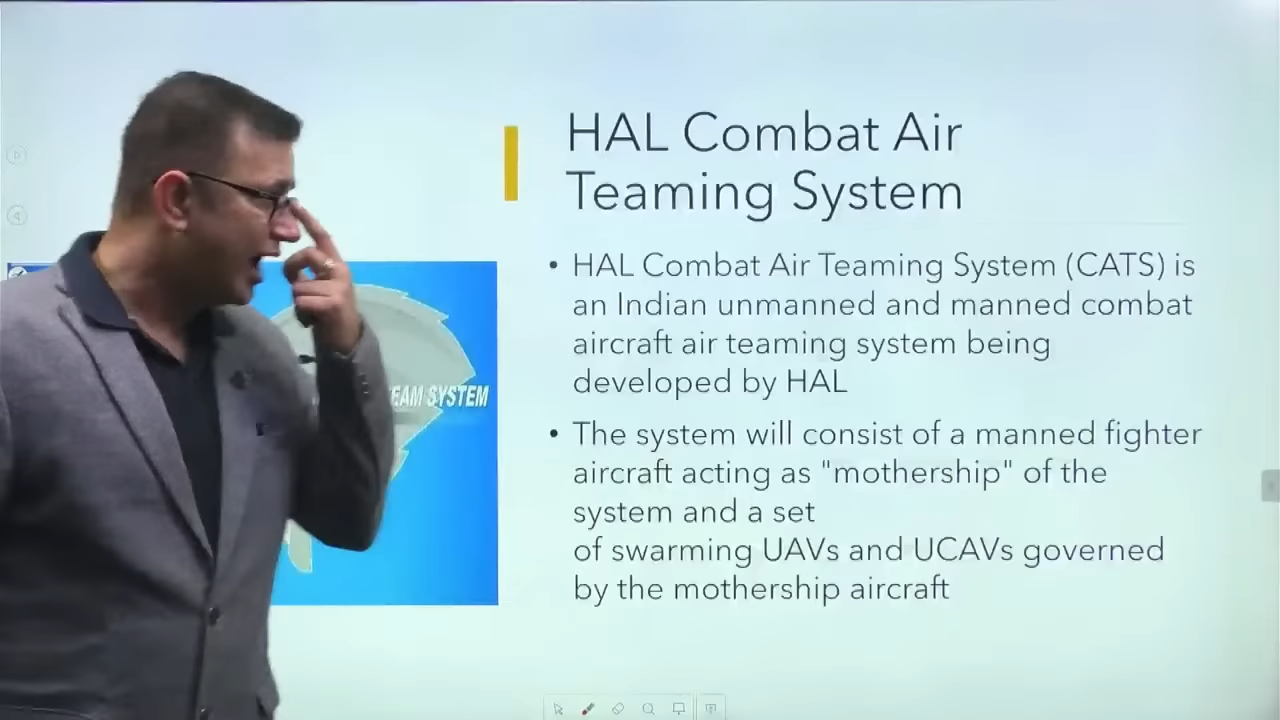 HAL Combat Air
Teaming System
• HAL Combat Air Teaming System (CATS) is
an Indian unmanned and manned combat
aircraft air teaming system being
developed by HAL
• The system will consist of a manned fighter
aircraft acting as "mothership" of the
system and a set
of swarming UAVs and UCAVs governed
by the mothership aircraft
SYSTEM